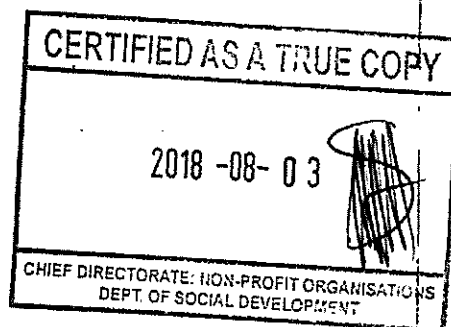 CERTIFIED AS A TRUE COPY
2018 -08- 03
CHIEF DIRECTORATE: NON-PROFIT ORGANISATIONS
DEPT. OF SOCIAL DEVELOPMENT